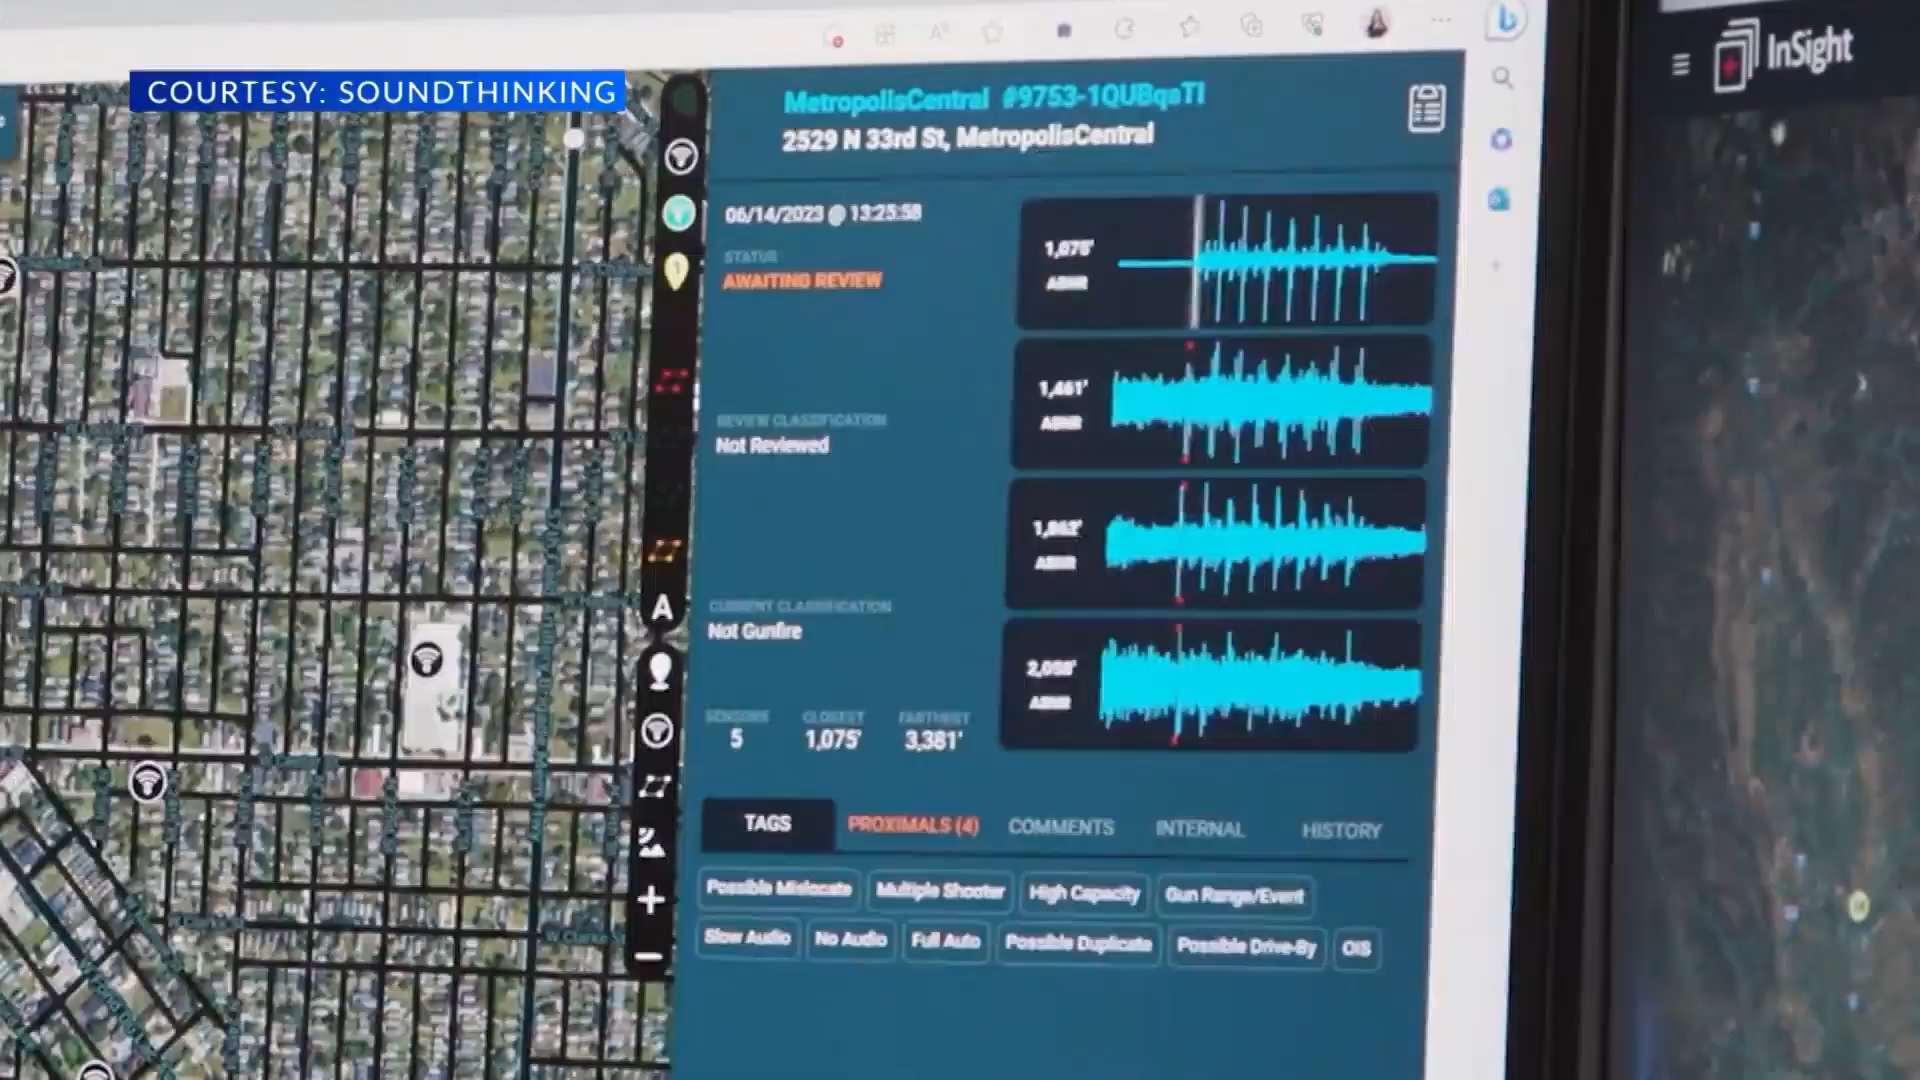 COURTESY: SOUNDTHINKING
InSight
MetropolisCentral #9753-1QUBqaTI
2529 N 33rd St, MetropolisCentral
06/14/2023 @ 13:25:58
STATUS
AWAITING REVIEW
REVIEW CLASSIFICATION
Not Reviewed
CURRENT CLASSIFICATION
Not Gunfire
SENSORS CLOSEST FARTHEST
5 1,075' 3,381'
1,075'
1,461'
1,862'
A
TAGS PROXIMALS (4) COMMENTS INTERNAL HISTORY
Possible Mislocate Multiple Shooter High Capacity Gun Range/Event
Slow Audio No Audio Full Auto Possible Duplicate Possible Drive-By OIS